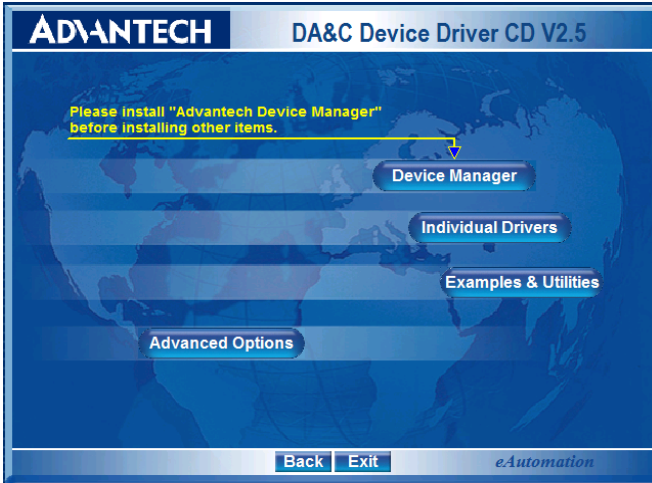 ADVANTECH
DA&C Device Driver CD V2.5
Please install "Advantech Device Manager"
before installing other items.
Device Manager
Individual Drivers
Examples & Utilities
Advanced Options
Back
Exit
eAutomation